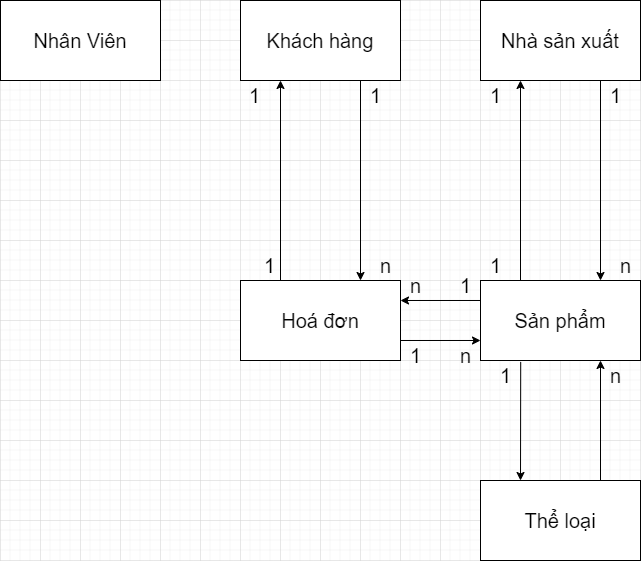 Nhân Viên
Khách hàng
Nhà sản xuất
1
1
1
1
1
n
1
n
n
1
Hoá đơn
Sản phẩm
1
n
1
n
Thể loại